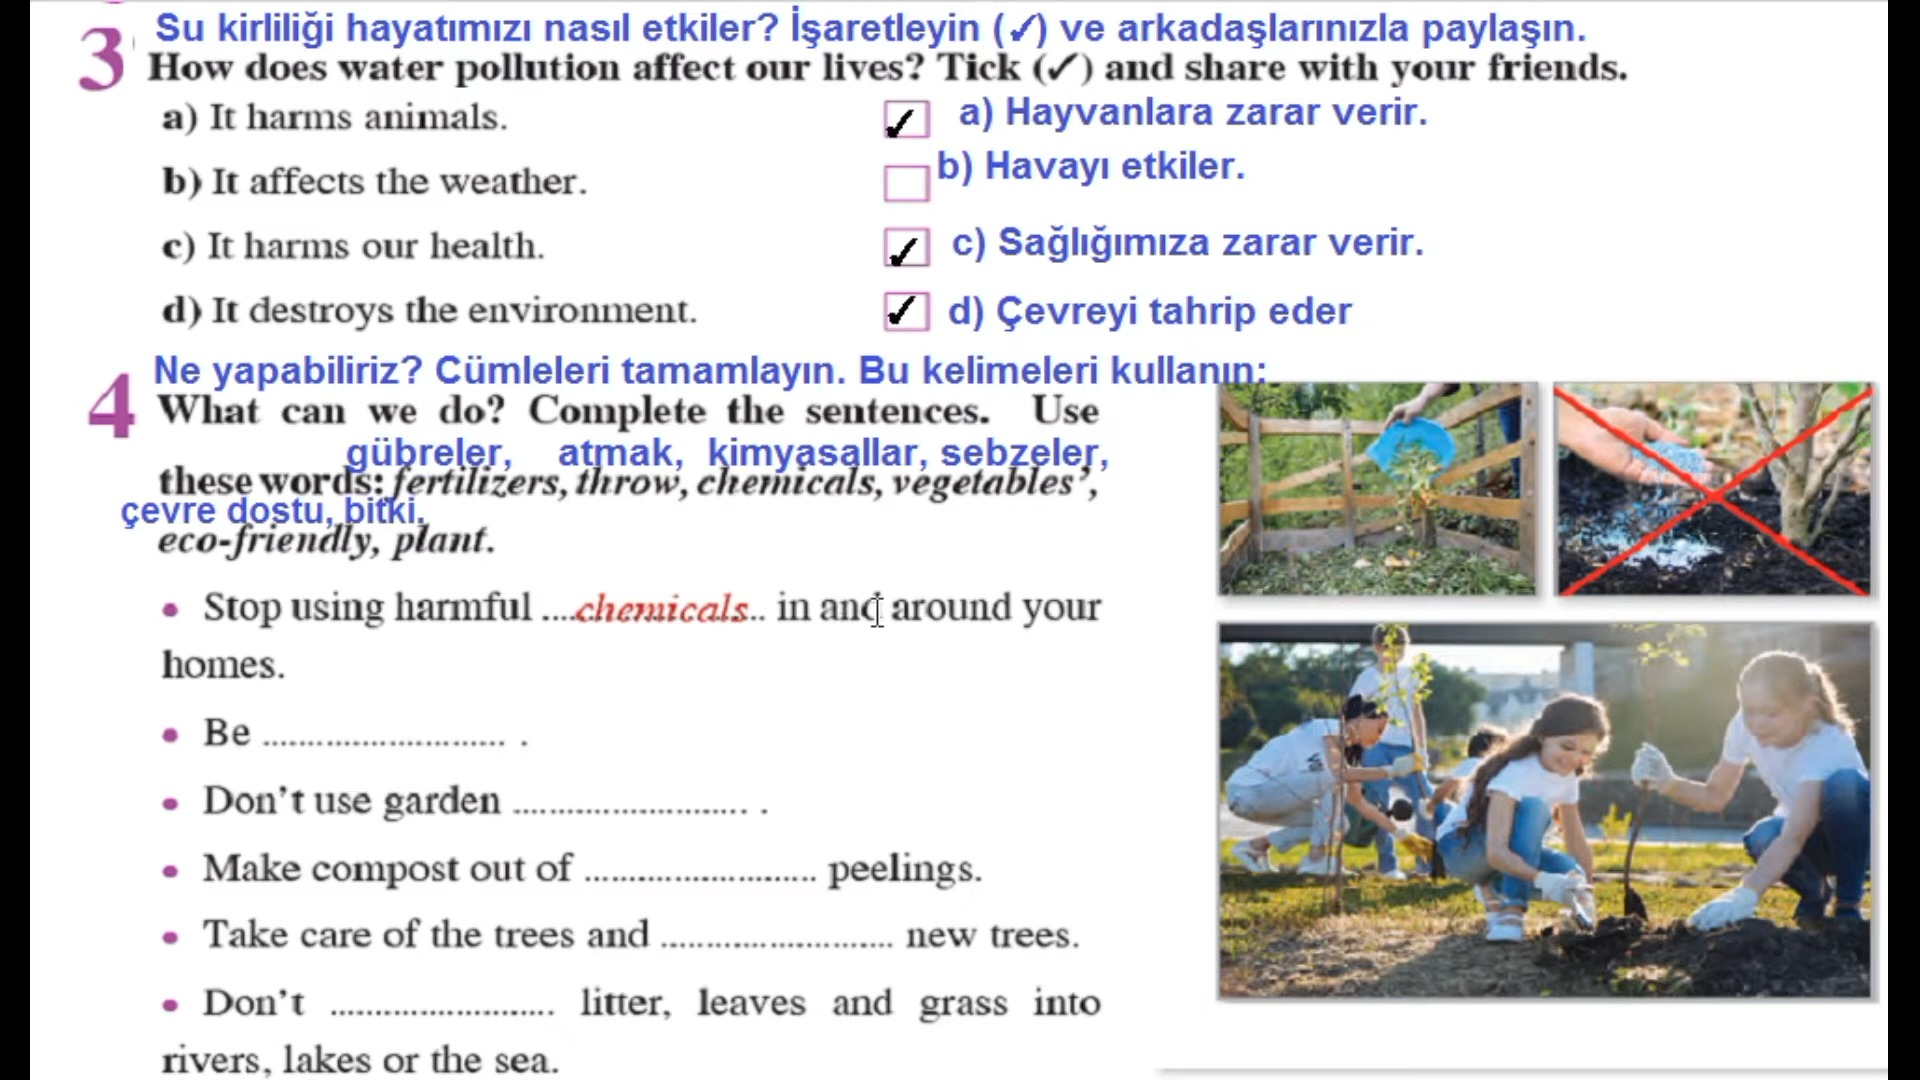 Su kirliliği hayatımızı nasıl etkiler? İşaretleyin (✓) ve arkadaşlarınızla paylaşın.
3 How does water pollution affect our lives? Tick (✓) and share with your friends.
a) It harms animals. ✓ a) Hayvanlara zarar verir.
b) It affects the weather. b) Havayı etkiler.
c) It harms our health. ✓ c) Sağlığımıza zarar verir.
d) It destroys the environment. ✓ d) Çevreyi tahrip eder
Ne yapabiliriz? Cümleleri tamamlayın. Bu kelimeleri kullanın:
4 What can we do? Complete the sentences. Use
gübreler, atmak, kimyasallar, sebzeler,
these words: fertilizers, throw, chemicals, vegetables’,
çevre dostu, bitki.
eco-friendly, plant.
• Stop using harmful ....chemicals.. in and around your
homes.
• Be ........................... .
• Don’t use garden .......................... .
• Make compost out of .......................... peelings.
• Take care of the trees and .......................... new trees.
• Don’t ......................... litter, leaves and grass into
rivers, lakes or the sea.